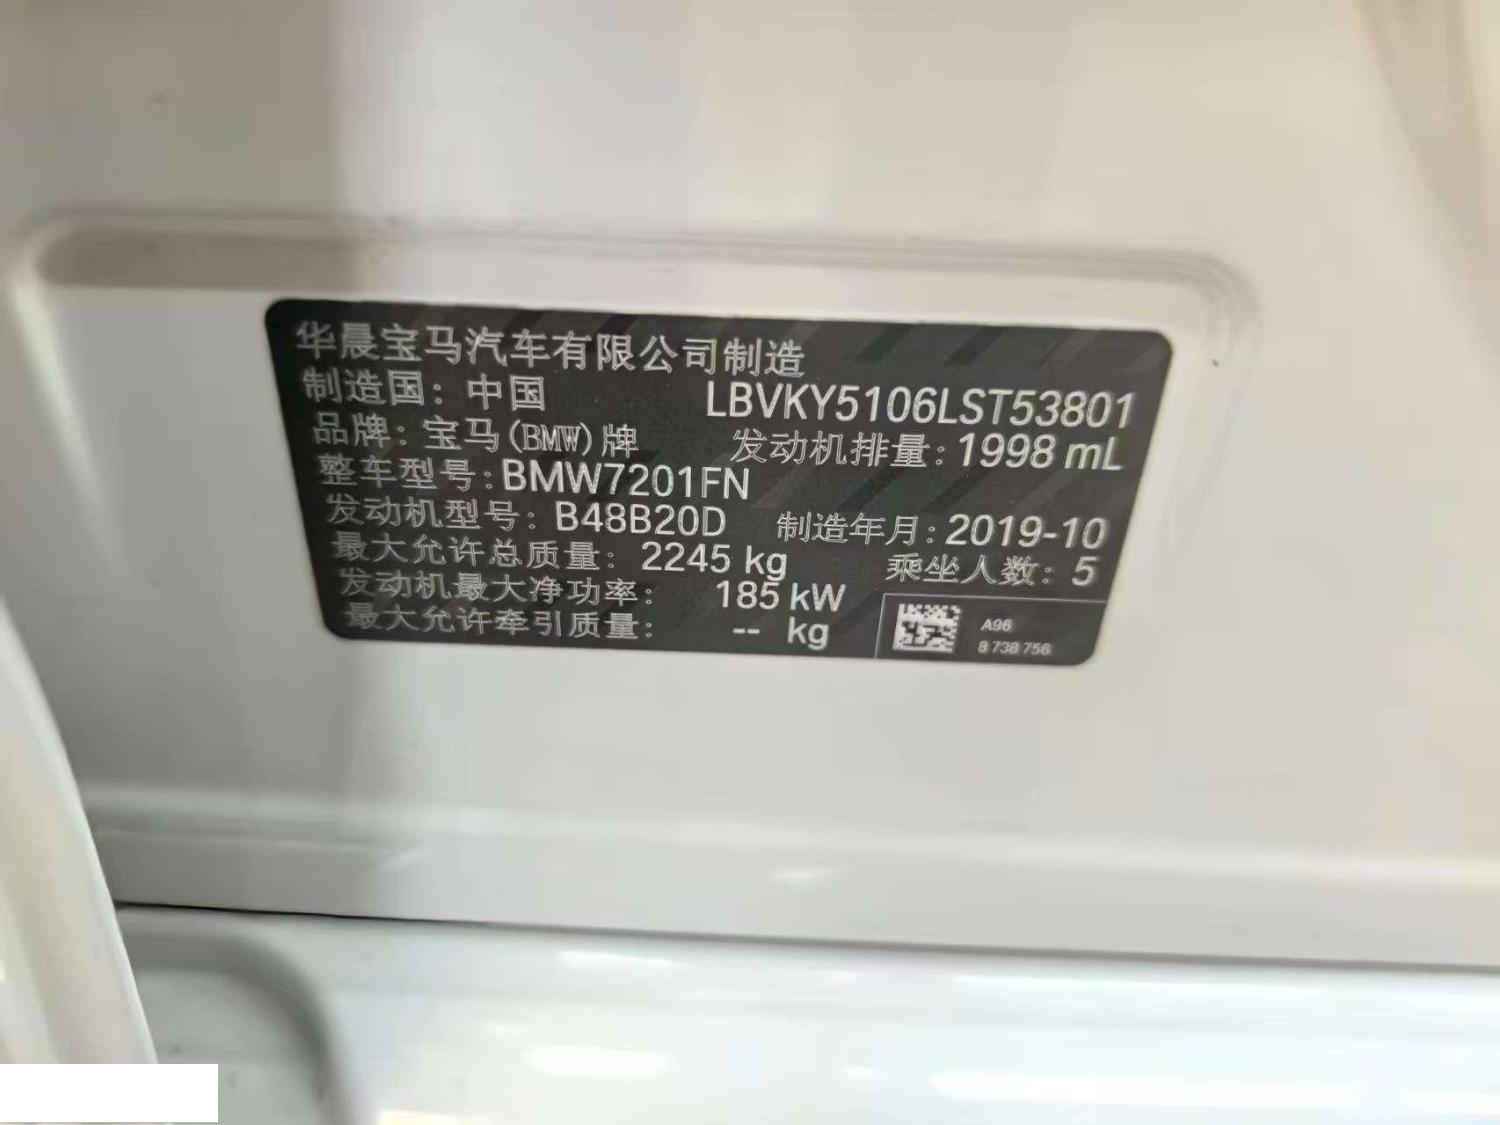 华晨宝马汽车有限公司制造
制造国：中国 LBVKY5106LST53801
品牌：宝马(BMW)牌 发动机排量：1998 mL
整车型号：BMW7201FN
发动机型号：B48B20D 制造年月：2019-10
最大允许总质量：2245 kg 乘坐人数：5
发动机最大净功率：185 kW
最大允许牵引质量：-- kg
A96
8 738 756